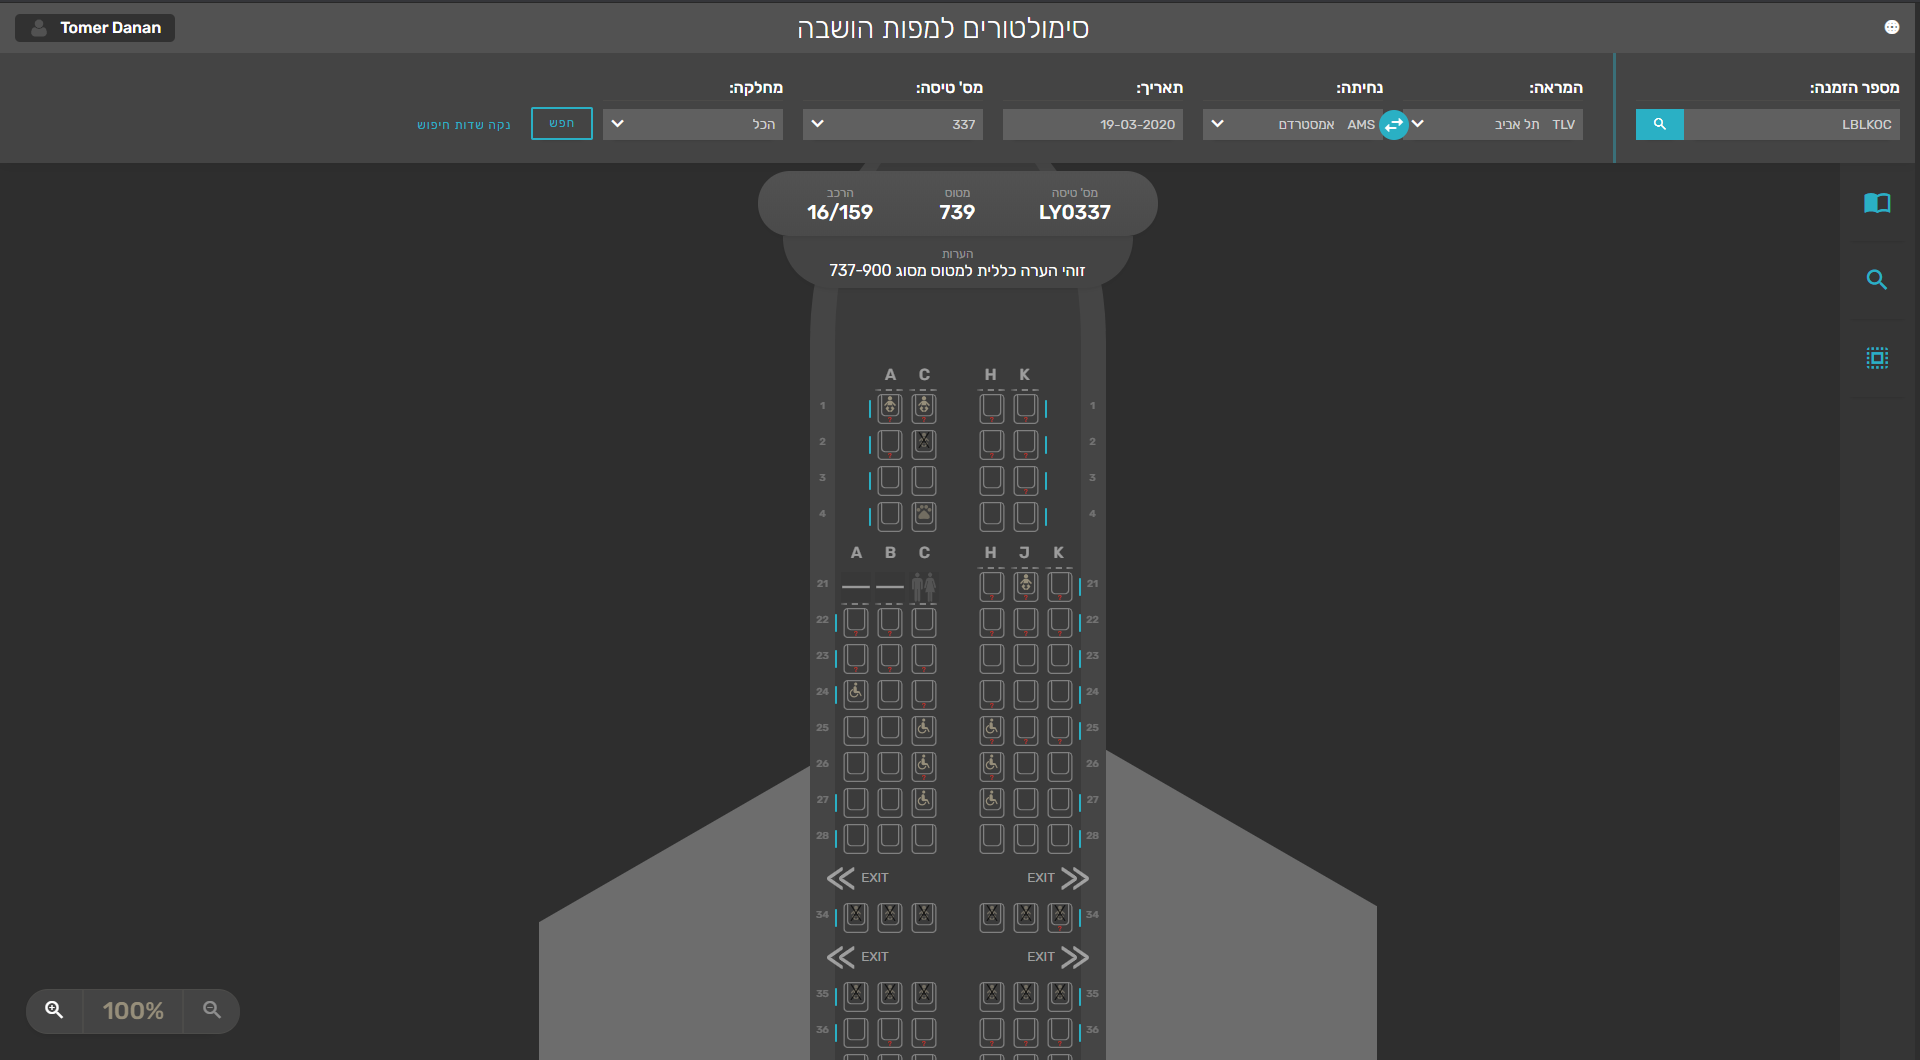 סימולטורים למפות הושבה
Tomer Danan
מספר הזמנה:
LBLKOC
המראה:
TLV תל אביב
נחיתה:
AMS אמסטרדם
תאריך:
19-03-2020
מס' טיסה:
337
מחלקה:
הכל
חפש
נקה שדות חיפוש
מס' טיסה
LY0337
מטוס
739
הרכב
16/159
הערות
זוהי הערה כללית למטוס מסוג 737-900
A C H K
1 1
2 2
3 3
4 4
A B C H J K
21 21
22 22
23 23
24 24
25 25
26 26
27 27
28 28
EXIT EXIT
34 34
EXIT EXIT
35 35
36 36
100%